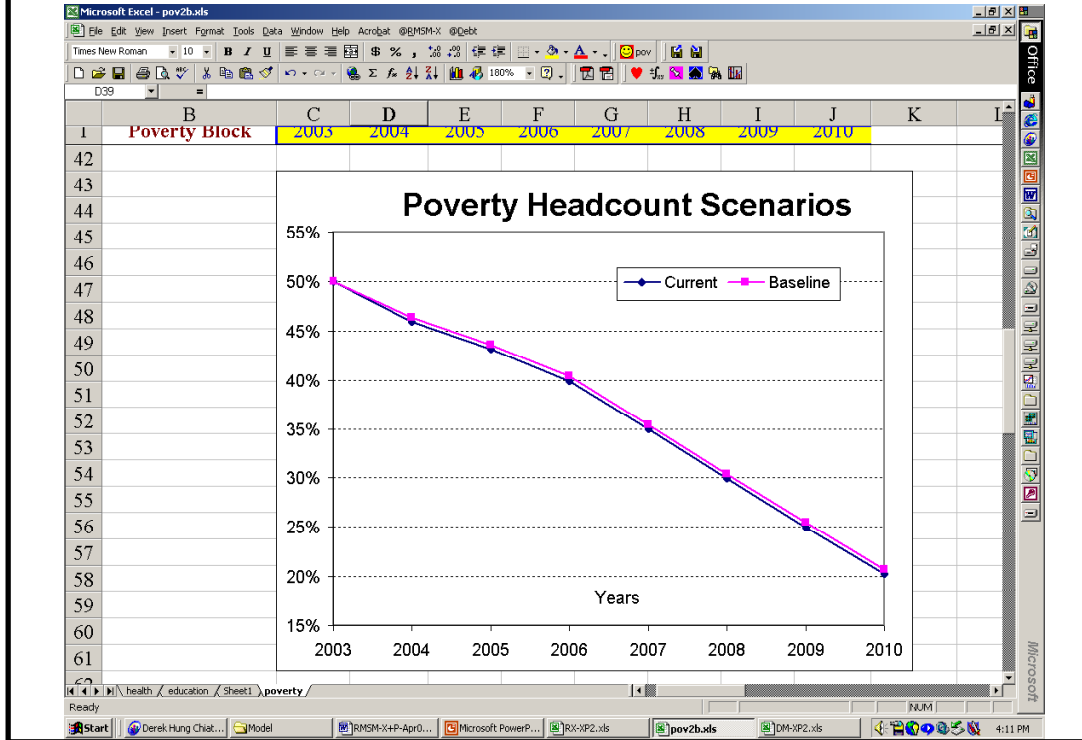 Microsoft Excel - pov2b.xls
File Edit View Insert Format Tools Data Window Help Acrobat @RMSM-X @Debt
Times New Roman 10 B I U $ % , pov
Σ 180%
D39 =
B C D E F G H I J K L
1 Poverty Block 2003 2004 2005 2006 2007 2008 2009 2010
42
43
44
45
46
47
48
49
50
51
52
53
54
55
56
57
58
59
60
61
62
Poverty Headcount Scenarios
Current Baseline
55%
50%
45%
40%
35%
30%
25%
20%
15%
Years
2003 2004 2005 2006 2007 2008 2009 2010
health education Sheet1 poverty
Ready NUM
Start Derek Hung Chiat... Model RMSM-X+P-Apr0... Microsoft PowerP... RX-XP2.xls pov2b.xls DM-XP2.xls 4:11 PM
Office
Microsoft